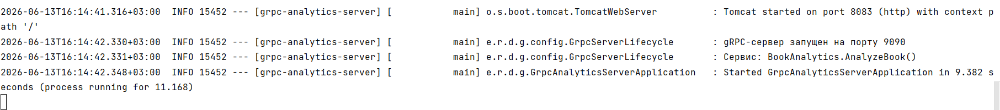 2026-06-13T16:14:41.316+03:00  INFO 15452 --- [grpc-analytics-server] [           main] o.s.boot.tomcat.TomcatWebServer          : Tomcat started on port 8083 (http) with context p
ath '/'
2026-06-13T16:14:42.330+03:00  INFO 15452 --- [grpc-analytics-server] [           main] e.r.d.g.config.GrpcServerLifecycle       : gRPC-сервер запущен на порту 9090
2026-06-13T16:14:42.331+03:00  INFO 15452 --- [grpc-analytics-server] [           main] e.r.d.g.config.GrpcServerLifecycle       : Сервис: BookAnalytics.AnalyzeBook()
2026-06-13T16:14:42.348+03:00  INFO 15452 --- [grpc-analytics-server] [           main] e.r.d.g.GrpcAnalyticsServerApplication   : Started GrpcAnalyticsServerApplication in 9.382 s
econds (process running for 11.168)